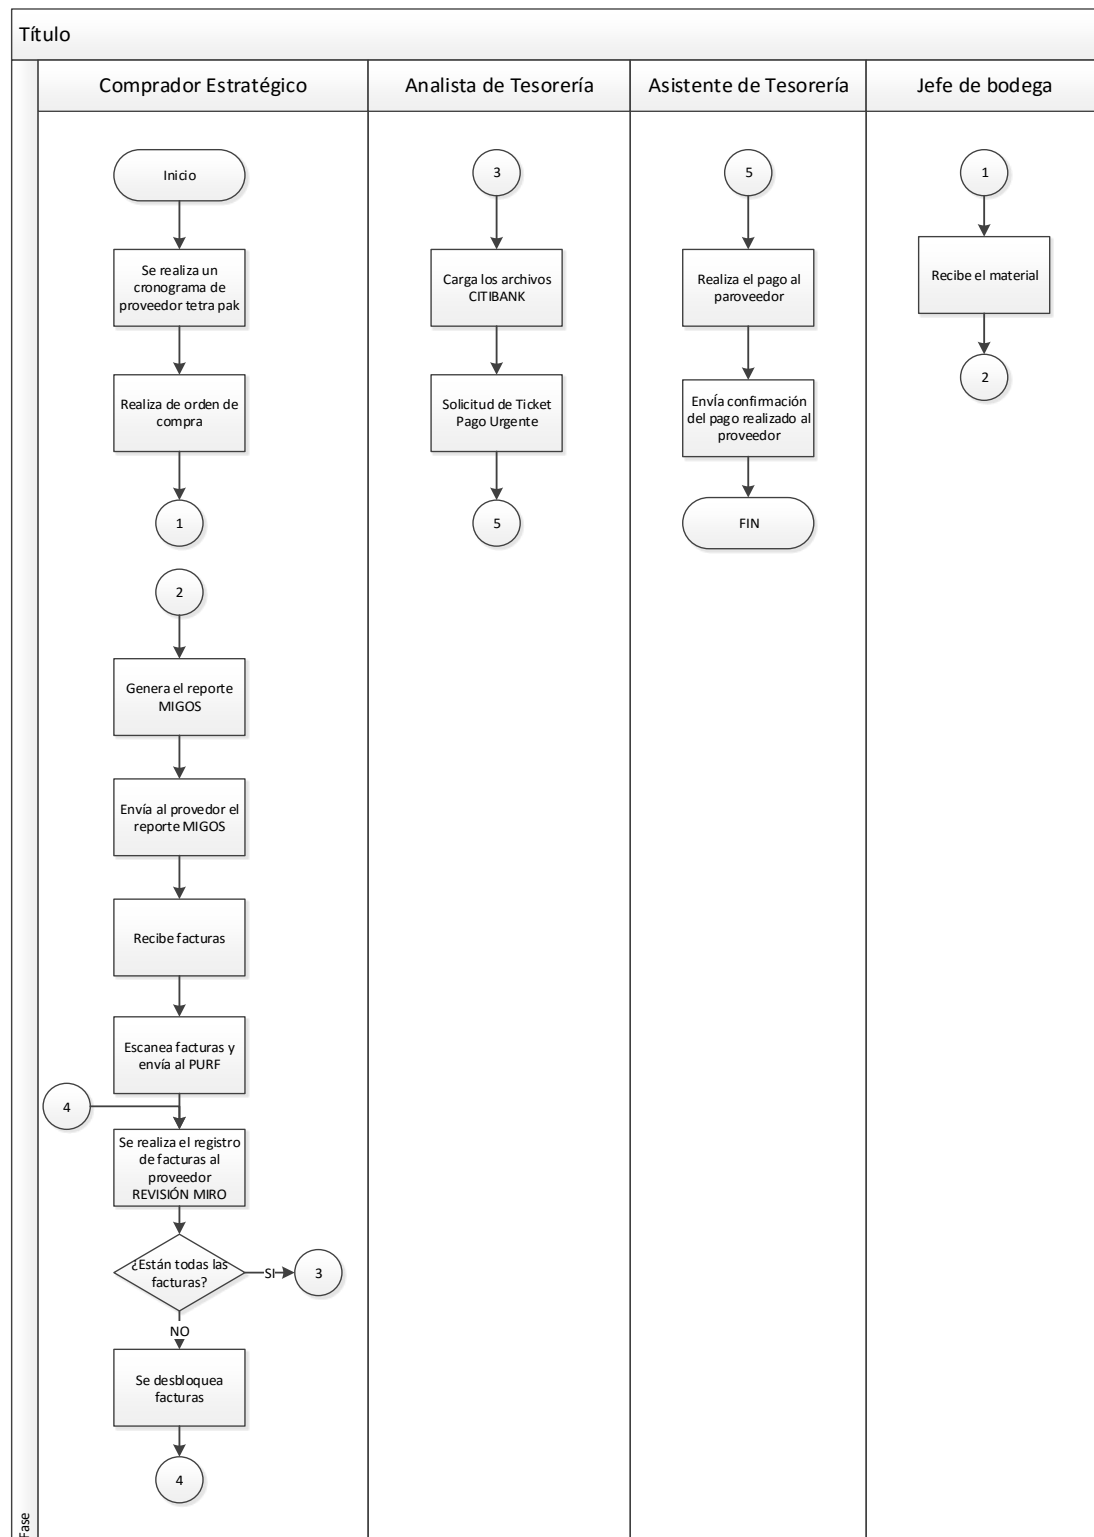 Título
Comprador Estratégico
Analista de Tesorería
Asistente de Tesorería
Jefe de bodega
Inicio
Se realiza un
cronograma de
proveedor tetra pak
Realiza de orden de
compra
1
2
Genera el reporte
MIGOS
Envía al provedor el
reporte MIGOS
Recibe facturas
Escanea facturas y
envía al PURF
4
Se realiza el registro
de facturas al
proveedor
REVISIÓN MIRO
¿Están todas las
facturas?
SI
3
NO
Se desbloquea
facturas
4
3
Carga los archivos
CITIBANK
Solicitud de Ticket
Pago Urgente
5
5
Realiza el pago al
paroveedor
Envía confirmación
del pago realizado al
proveedor
FIN
1
Recibe el material
2
Fase